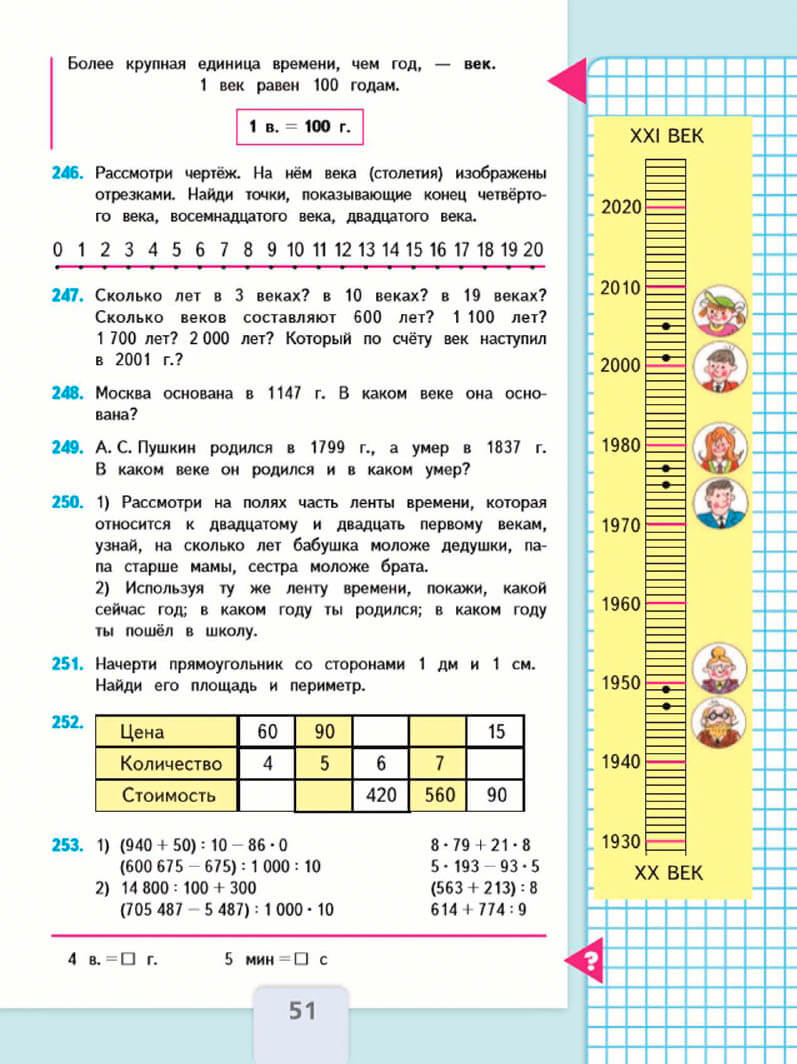 Более крупная единица времени, чем год, — век.
1 век равен 100 годам.
1 в. = 100 г.
246. Рассмотри чертёж. На нём века (столетия) изображены
отрезками. Найди точки, показывающие конец четвёрто-
го века, восемнадцатого века, двадцатого века.
0 1 2 3 4 5 6 7 8 9 10 11 12 13 14 15 16 17 18 19 20
247. Сколько лет в 3 веках? в 10 веках? в 19 веках?
Сколько веков составляют 600 лет? 1 100 лет?
1 700 лет? 2 000 лет? Который по счёту век наступил
в 2001 г.?
248. Москва основана в 1147 г. В каком веке она осно-
вана?
249. А. С. Пушкин родился в 1799 г., а умер в 1837 г.
В каком веке он родился и в каком умер?
250. 1) Рассмотри на полях часть ленты времени, которая
относится к двадцатому и двадцать первому векам,
узнай, на сколько лет бабушка моложе дедушки, па-
па старше мамы, сестра моложе брата.
2) Используя ту же ленту времени, покажи, какой
сейчас год; в каком году ты родился; в каком году
ты пошёл в школу.
251. Начерти прямоугольник со сторонами 1 дм и 1 см.
Найди его площадь и периметр.
252. Цена 60 90 15
Количество 4 5 6 7
Стоимость 420 560 90
253. 1) (940 + 50) : 10 − 86 · 0 8 · 79 + 21 · 8
(600 675 − 675) : 1 000 : 10 5 · 193 − 93 · 5
2) 14 800 : 100 + 300 (563 + 213) : 8
(705 487 − 5 487) : 1 000 · 10 614 + 774 : 9
4 в. = □ г. 5 мин = □ с
?
51
XXI ВЕК
2020
2010
2000
1980
1970
1960
1950
1940
1930
XX ВЕК